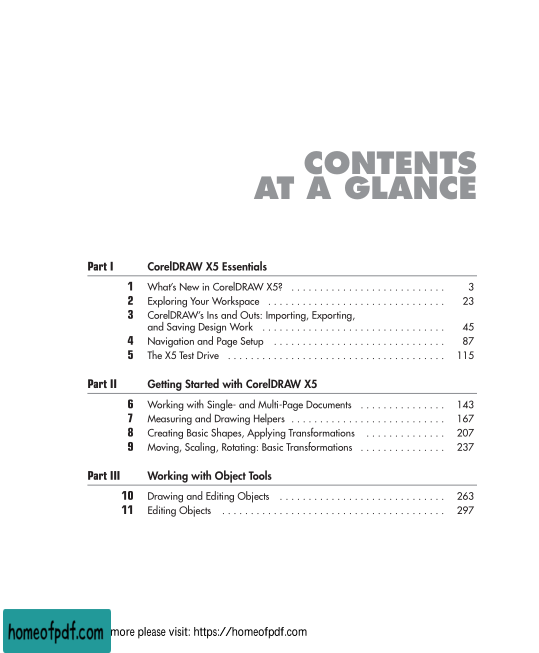 CONTENTS
AT A GLANCE
Part I CorelDRAW X5 Essentials
1 What's New in CorelDRAW X5? . . . . . . . . . . . . . . . . . . . . . . . . . . 3
2 Exploring Your Workspace . . . . . . . . . . . . . . . . . . . . . . . . . . . . . . 23
3 CorelDRAW's Ins and Outs: Importing, Exporting,
and Saving Design Work . . . . . . . . . . . . . . . . . . . . . . . . . . . . . . . 45
4 Navigation and Page Setup . . . . . . . . . . . . . . . . . . . . . . . . . . . . . 87
5 The X5 Test Drive . . . . . . . . . . . . . . . . . . . . . . . . . . . . . . . . . . . . . 115
Part II Getting Started with CorelDRAW X5
6 Working with Single- and Multi-Page Documents . . . . . . . . . . . . . . . 143
7 Measuring and Drawing Helpers . . . . . . . . . . . . . . . . . . . . . . . . . . 167
8 Creating Basic Shapes, Applying Transformations . . . . . . . . . . . . . . 207
9 Moving, Scaling, Rotating: Basic Transformations . . . . . . . . . . . . . . . 237
Part III Working with Object Tools
10 Drawing and Editing Objects . . . . . . . . . . . . . . . . . . . . . . . . . . . . 263
11 Editing Objects . . . . . . . . . . . . . . . . . . . . . . . . . . . . . . . . . . . . . . 297
homeofpdf.com more please visit: https://homeofpdf.com